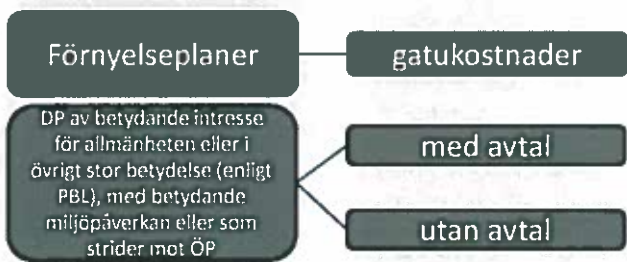 Förnyelseplaner
gatukostnader
DP av betydande intresse
för allmänheten eller i
övrigt stor betydelse (enligt
PBL), med betydande
miljöpåverkan eller som
strider mot ÖP
med avtal
utan avtal